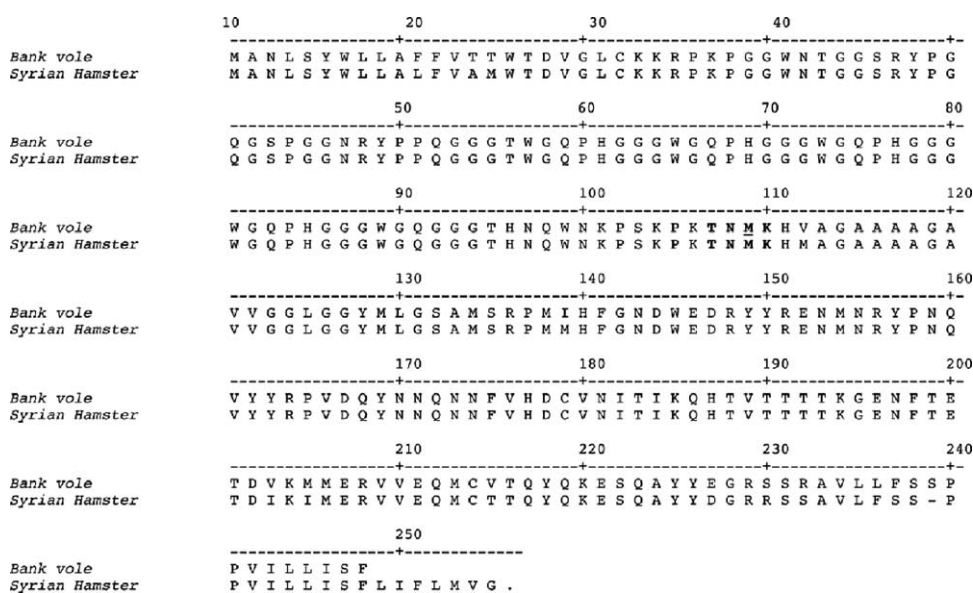 10 20 30 40
------------------+-------------------+-------------------+-------------------+-
Bank vole M A N L S Y W L L A F F V T T W T D V G L C K K R P K P G G W N T G G S R Y P G
Syrian Hamster M A N L S Y W L L A L F V A M W T D V G L C K K R P K P G G W N T G G S R Y P G
50 60 70 80
------------------+-------------------+-------------------+-------------------+-
Bank vole Q G S P G G N R Y P P Q G G G T W G Q P H G G G W G Q P H G G G W G Q P H G G G
Syrian Hamster Q G S P G G N R Y P P Q G G G T W G Q P H G G G W G Q P H G G G W G Q P H G G G
90 100 110 120
------------------+-------------------+-------------------+-------------------+-
Bank vole W G Q P H G G G W G Q G G G T H N Q W N K P S K P K T N M K H V A G A A A A G A
Syrian Hamster W G Q P H G G G W G Q G G G T H N Q W N K P S K P K T N M K H M A G A A A A G A
130 140 150 160
------------------+-------------------+-------------------+-------------------+-
Bank vole V V G G L G G Y M L G S A M S R P M I H F G N D W E D R Y Y R E N M N R Y P N Q
Syrian Hamster V V G G L G G Y M L G S A M S R P M M H F G N D W E D R Y Y R E N M N R Y P N Q
170 180 190 200
------------------+-------------------+-------------------+-------------------+-
Bank vole V Y Y R P V D Q Y N N Q N N F V H D C V N I T I K Q H T V T T T T K G E N F T E
Syrian Hamster V Y Y R P V D Q Y N N Q N N F V H D C V N I T I K Q H T V T T T T K G E N F T E
210 220 230 240
------------------+-------------------+-------------------+-------------------+-
Bank vole T D V K M M E R V V E Q M C V T Q Y Q K E S Q A Y Y E G R S S R A V L L F S S P
Syrian Hamster T D I K I M E R V V E Q M C T T Q Y Q K E S Q A Y Y D G R R S S A V L F S S - P
250
------------------+-------------
Bank vole P V I L L I S F
Syrian Hamster P V I L L I S F L I F L M V G .